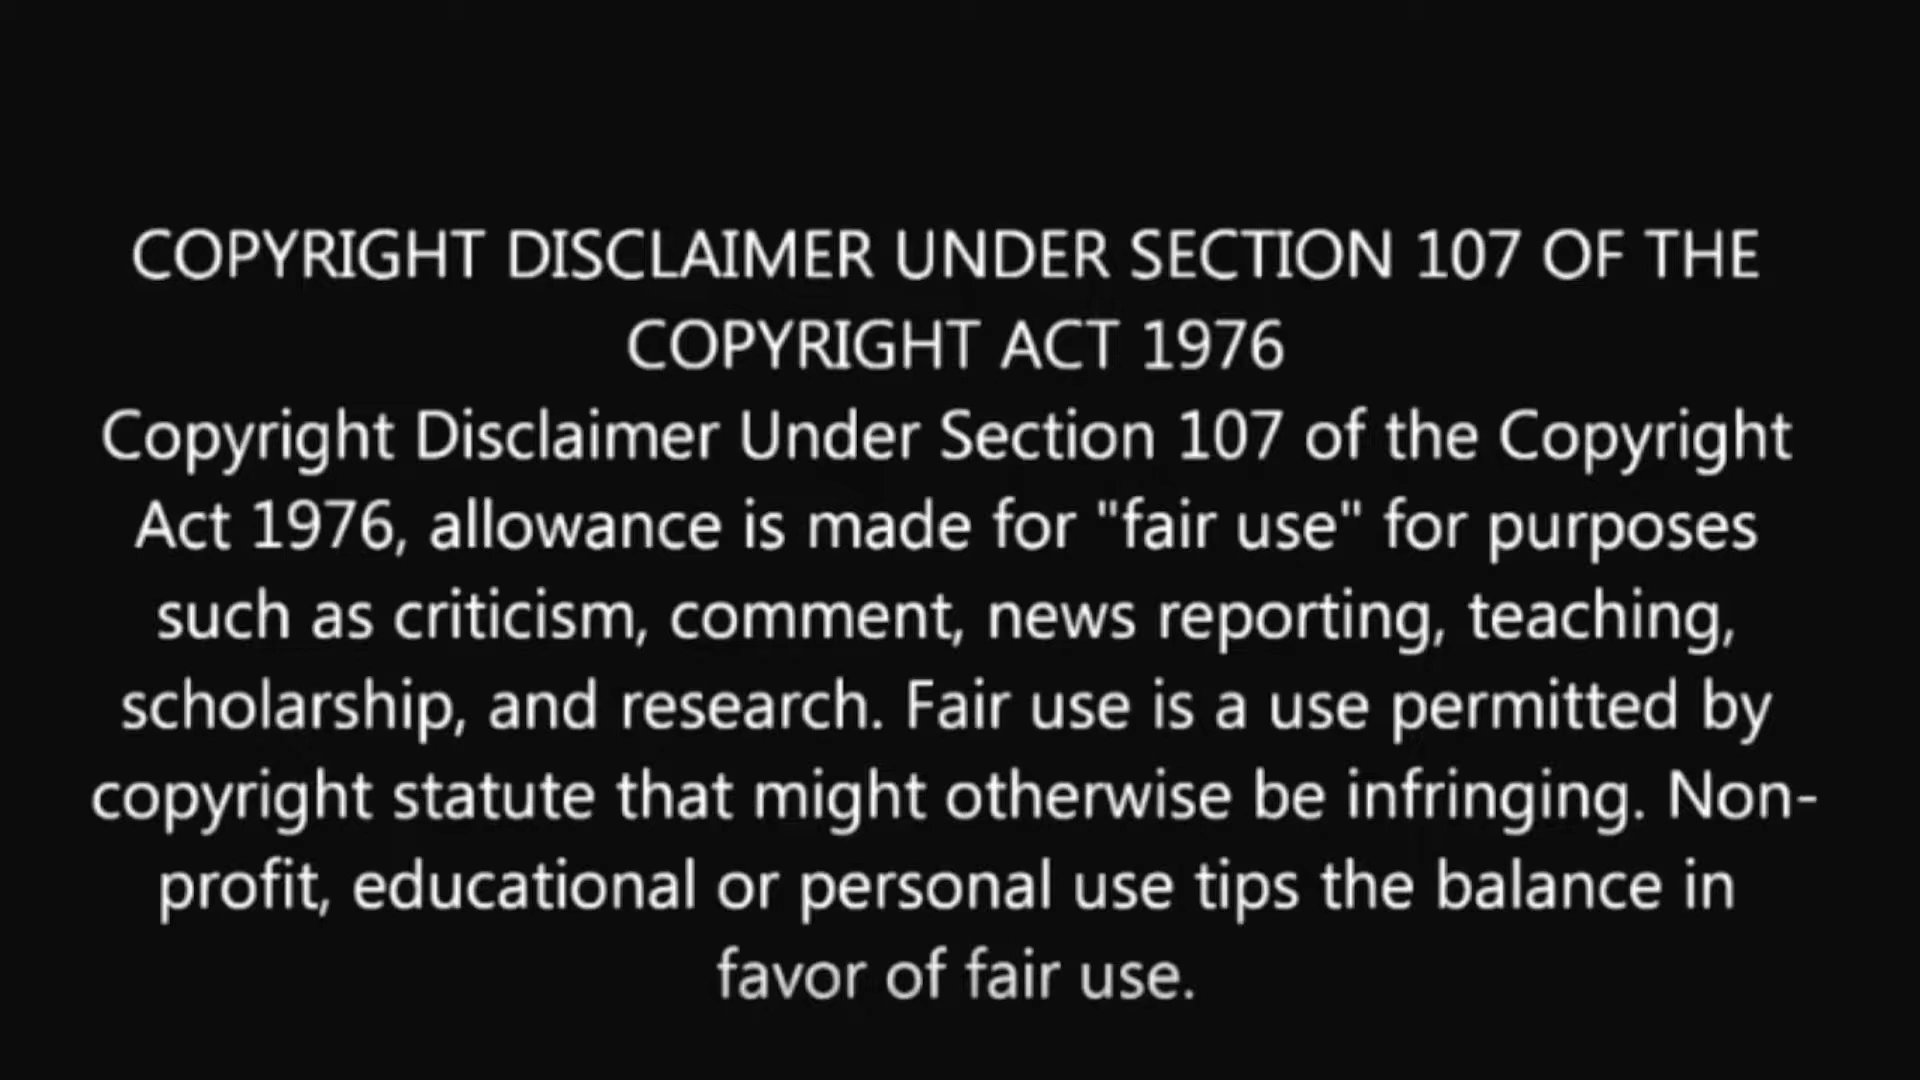 COPYRIGHT DISCLAIMER UNDER SECTION 107 OF THE
COPYRIGHT ACT 1976
Copyright Disclaimer Under Section 107 of the Copyright
Act 1976, allowance is made for "fair use" for purposes
such as criticism, comment, news reporting, teaching,
scholarship, and research. Fair use is a use permitted by
copyright statute that might otherwise be infringing. Non-
profit, educational or personal use tips the balance in
favor of fair use.